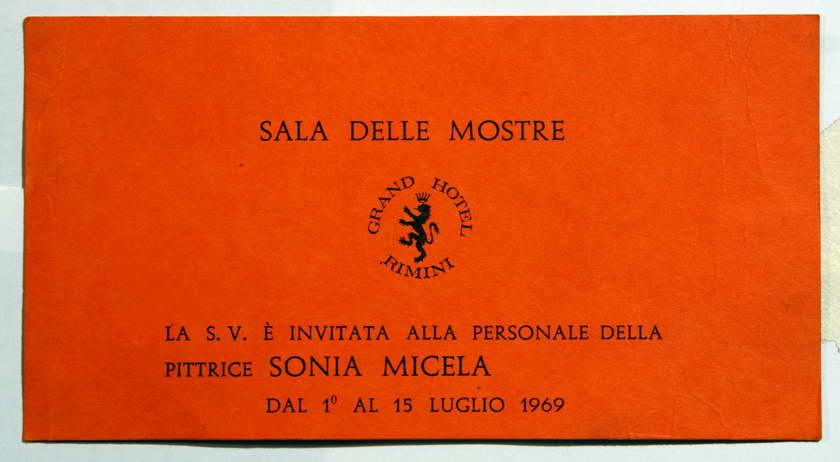 SALA DELLE MOSTRE
GRAND HOTEL
RIMINI
LA S. V. È INVITATA ALLA PERSONALE DELLA
PITTRICE SONIA MICELA
DAL 1º AL 15 LUGLIO 1969